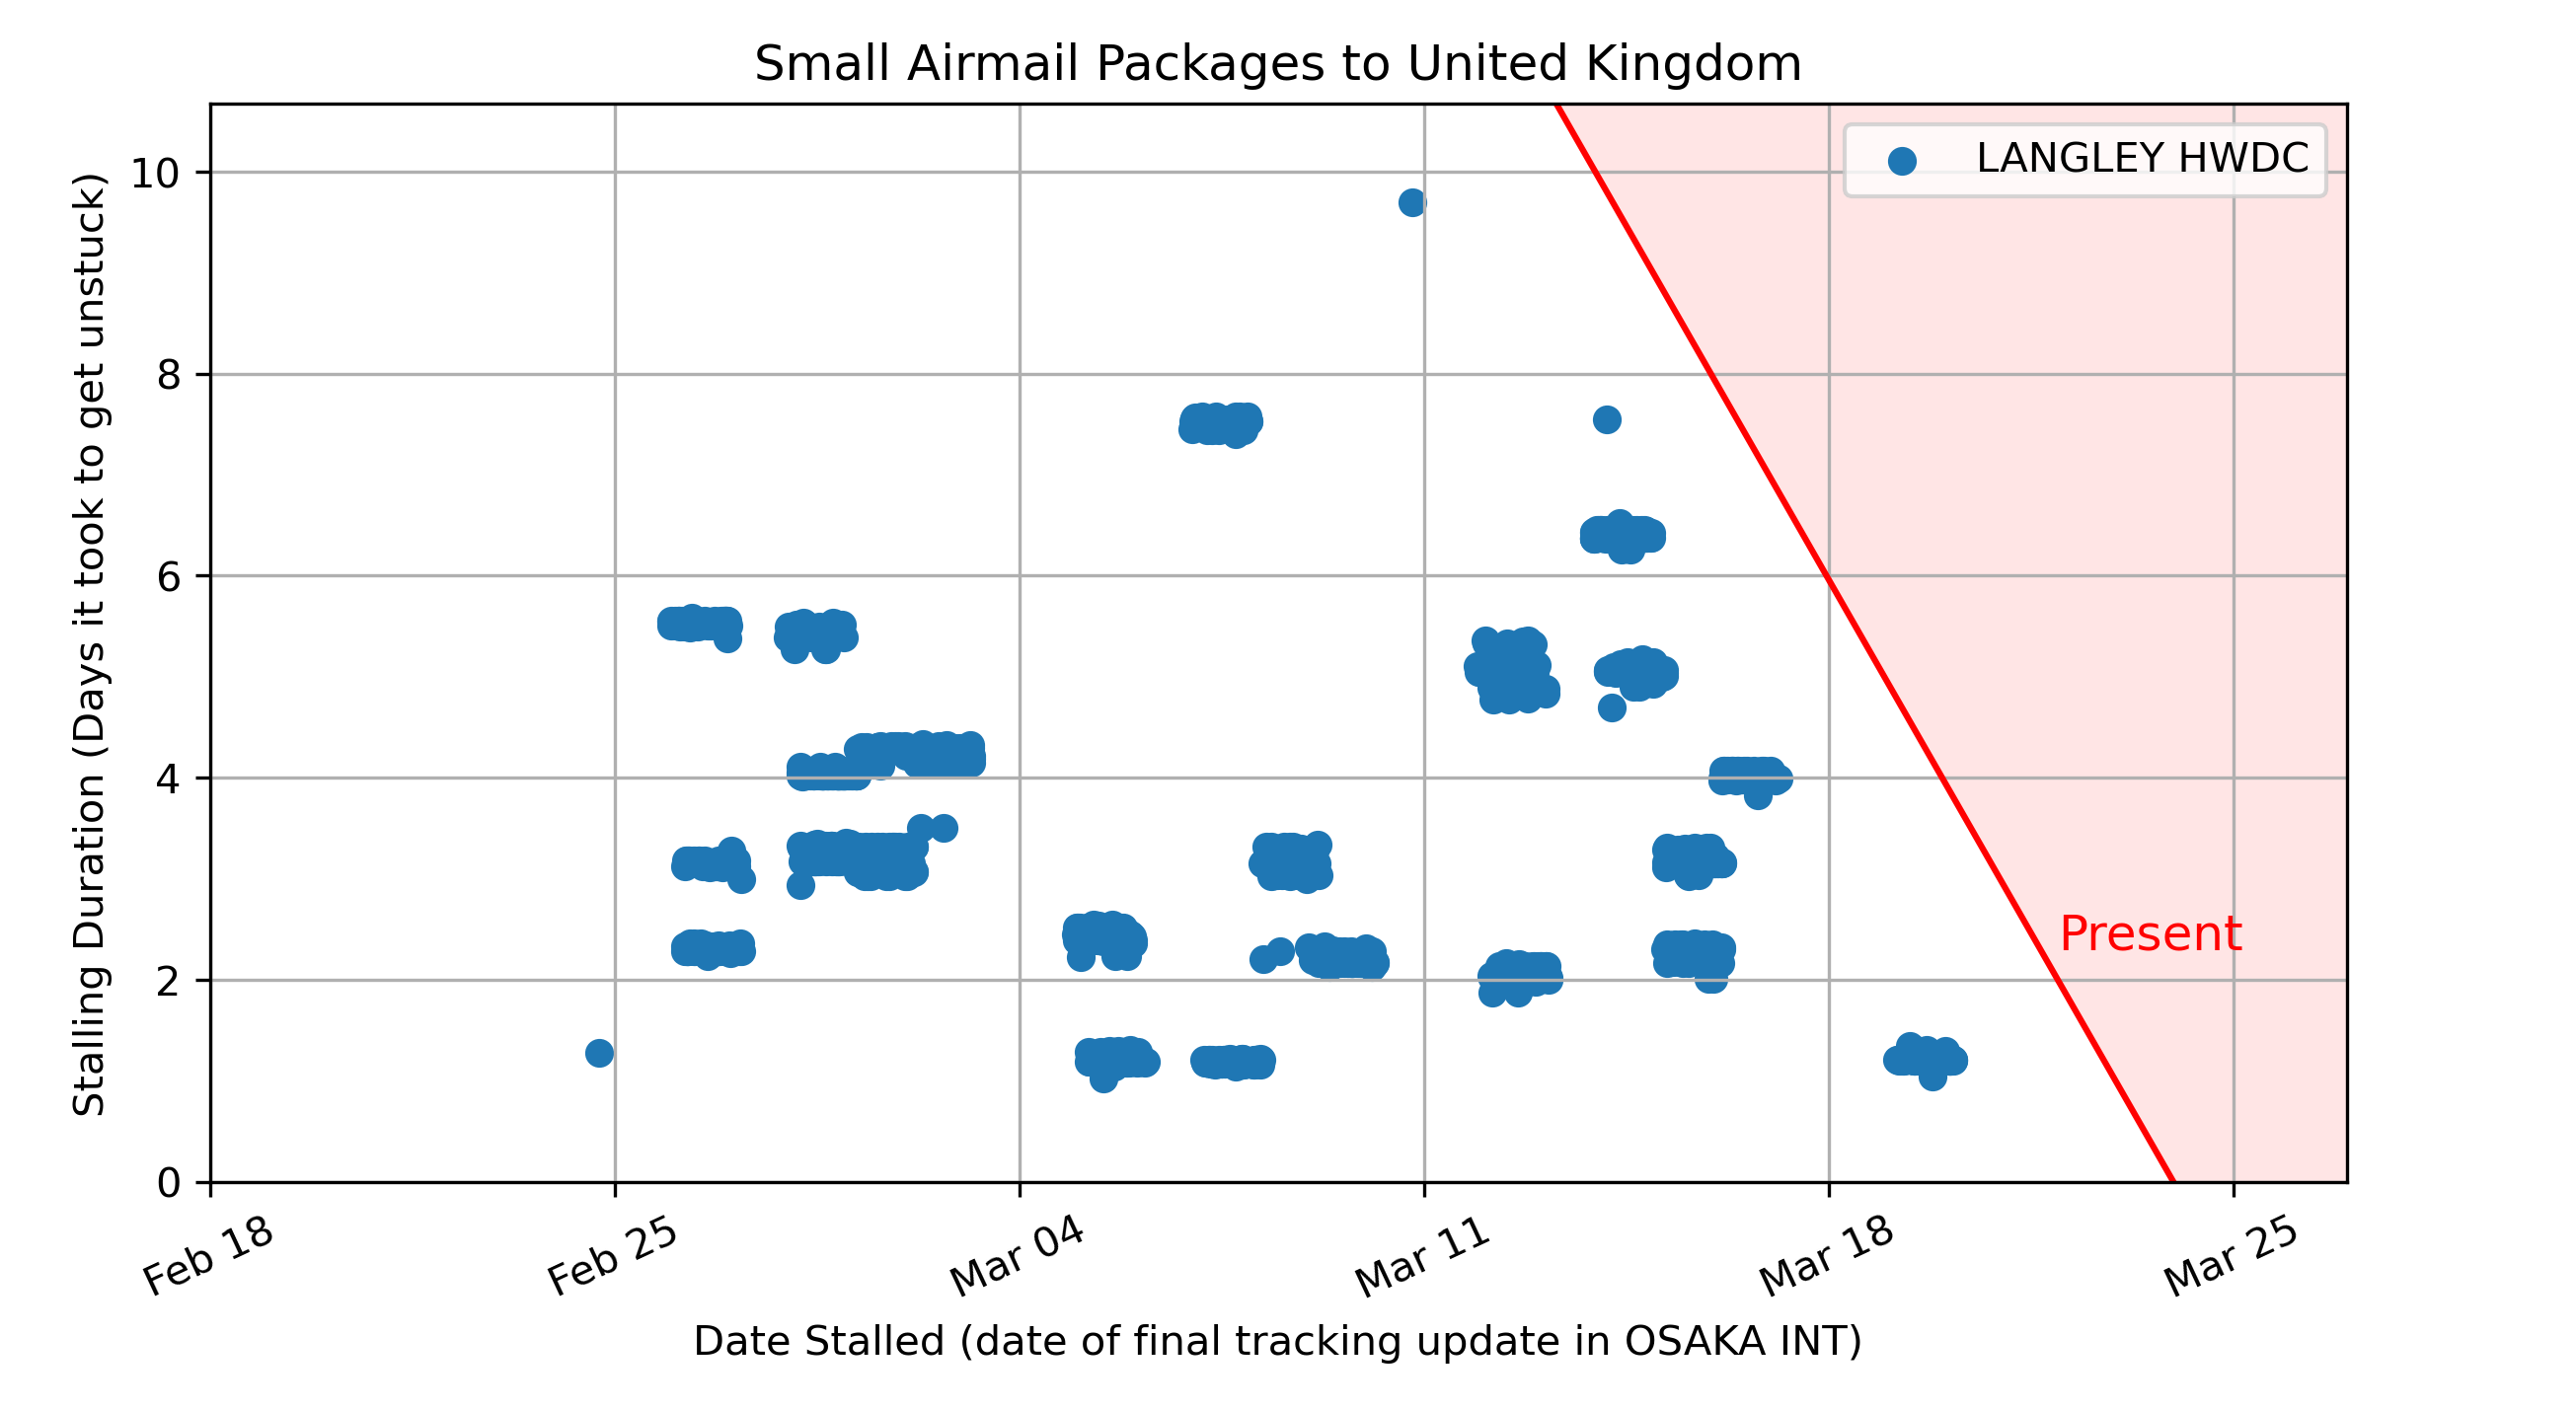 Small Airmail Packages to United Kingdom
LANGLEY HWDC
Present
Stalling Duration (Days it took to get unstuck)
10
8
6
4
2
0
Feb 18
Feb 25
Mar 04
Mar 11
Mar 18
Mar 25
Date Stalled (date of final tracking update in OSAKA INT)